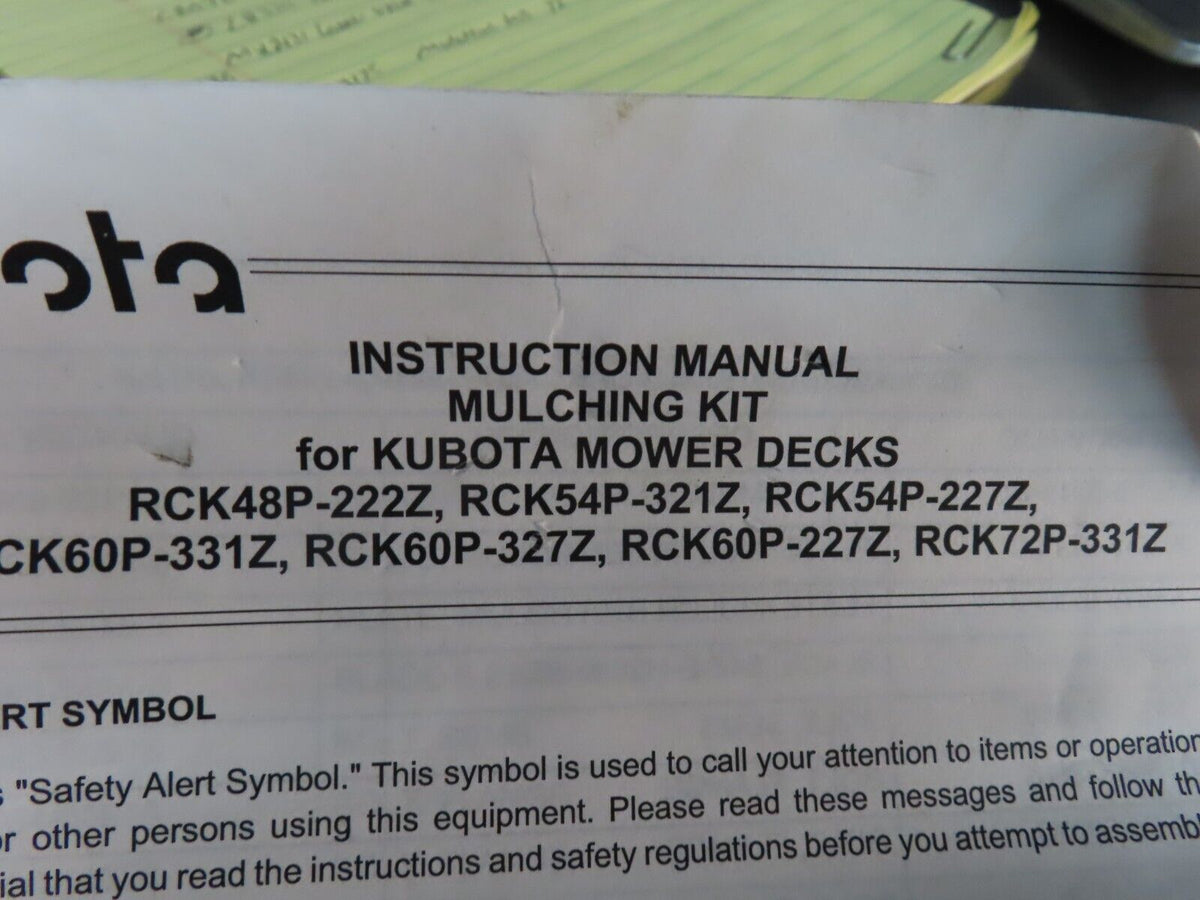 LT
ota
INSTRUCTION MANUAL
MULCHING KIT
for KUBOTA MOWER DECKS
RCK48P-222Z, RCK54P-321Z, RCK54P-227Z,
CK60P-331Z, RCK60P-327Z, RCK60P-227Z, RCK72P-331Z
RT SYMBOL
s "Safety Alert Symbol." This symbol is used to call your attention to items or operation
or other persons using this equipment. Please read these messages and follow th
ial that you read the instructions and safety regulations before you attempt to assembl